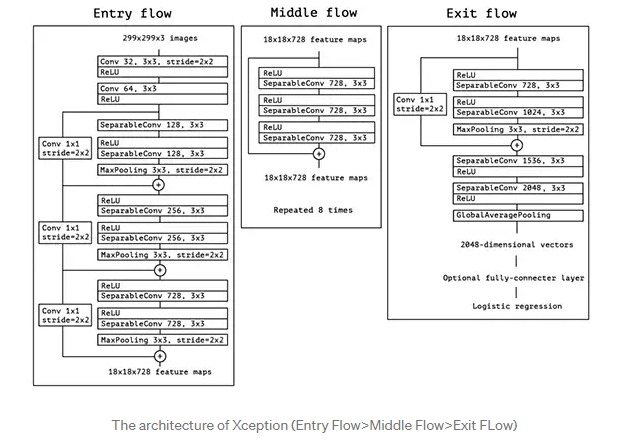 Entry flow
299x299x3 images
Conv 32, 3x3, stride=2x2
ReLU
Conv 64, 3x3
ReLU
SeparableConv 128, 3x3
Conv 1x1
stride=2x2
ReLU
SeparableConv 128, 3x3
MaxPooling 3x3, stride=2x2
+
ReLU
SeparableConv 256, 3x3
Conv 1x1
stride=2x2
ReLU
SeparableConv 256, 3x3
MaxPooling 3x3, stride=2x2
+
ReLU
SeparableConv 728, 3x3
Conv 1x1
stride=2x2
ReLU
SeparableConv 728, 3x3
MaxPooling 3x3, stride=2x2
+
18x18x728 feature maps
Middle flow
18x18x728 feature maps
ReLU
SeparableConv 728, 3x3
ReLU
SeparableConv 728, 3x3
ReLU
SeparableConv 728, 3x3
+
18x18x728 feature maps
Repeated 8 times
Exit flow
18x18x728 feature maps
ReLU
SeparableConv 728, 3x3
Conv 1x1
stride=2x2
ReLU
SeparableConv 1024, 3x3
MaxPooling 3x3, stride=2x2
+
SeparableConv 1536, 3x3
ReLU
SeparableConv 2048, 3x3
ReLU
GlobalAveragePooling
2048-dimensional vectors
Optional fully-connecter layer
Logistic regression
The architecture of Xception (Entry Flow>Middle Flow>Exit FLow)